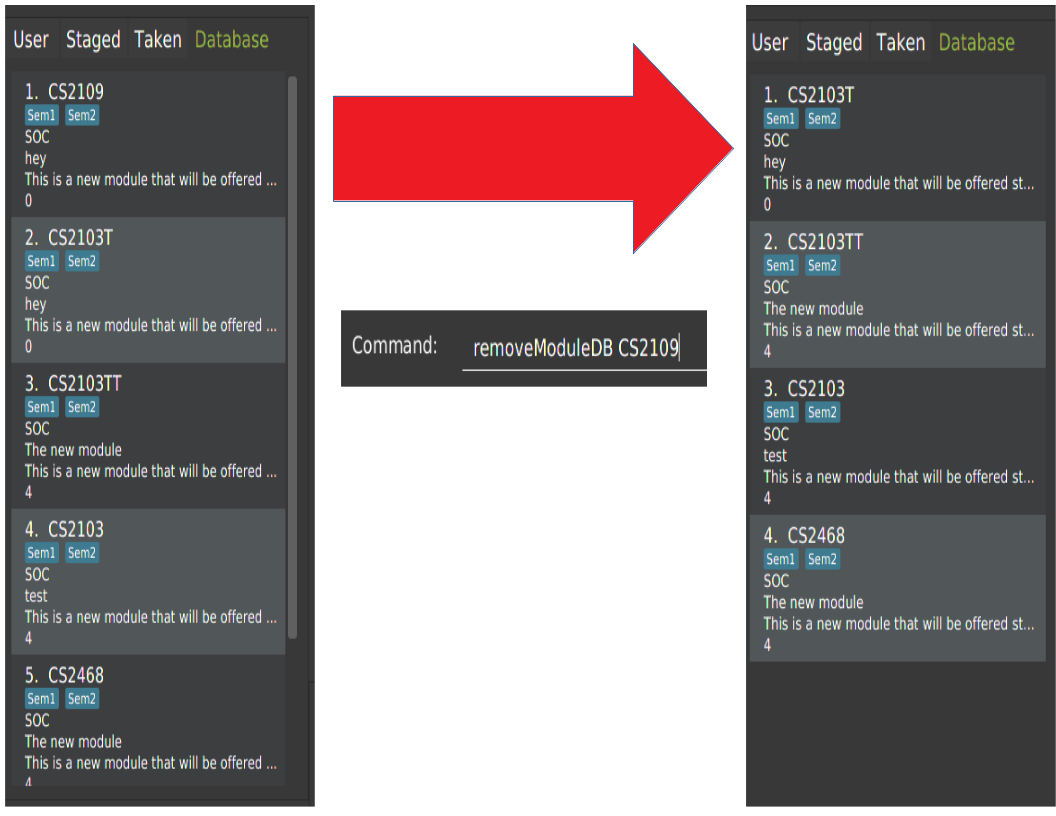 User Staged Taken Database
1. CS2109
Sem1 Sem2
SOC
hey
This is a new module that will be offered ...
0
2. CS2103T
Sem1 Sem2
SOC
hey
This is a new module that will be offered ...
0
3. CS2103TT
Sem1 Sem2
SOC
The new module
This is a new module that will be offered ...
4
4. CS2103
Sem1 Sem2
SOC
test
This is a new module that will be offered ...
4
5. CS2468
Sem1 Sem2
SOC
The new module
This is a new module that will be offered ...
4
Command: removeModuleDB CS2109
User Staged Taken Database
1. CS2103T
Sem1 Sem2
SOC
hey
This is a new module that will be offered st...
0
2. CS2103TT
Sem1 Sem2
SOC
The new module
This is a new module that will be offered st...
4
3. CS2103
Sem1 Sem2
SOC
test
This is a new module that will be offered st...
4
4. CS2468
Sem1 Sem2
SOC
The new module
This is a new module that will be offered st...
4